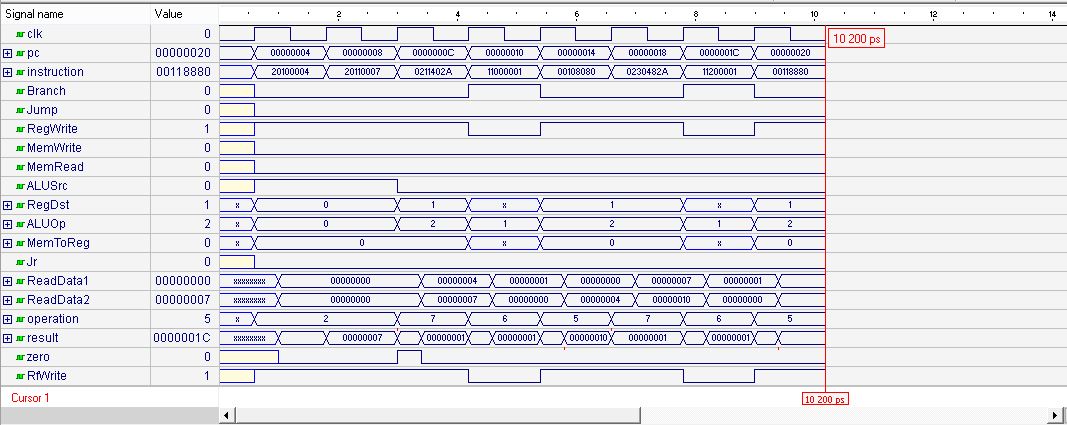 Signal name Value 2 4 6 8 10 12 14
clk 0 10 200 ps
pc 00000020 00000004 00000008 0000000C 00000010 00000014 00000018 0000001C 00000020
instruction 00118880 20100004 20110007 0211402A 11000001 00108080 0230482A 11200001 00118880
Branch 0
Jump 0
RegWrite 1
MemWrite 0
MemRead 0
ALUSrc 0
RegDst 1 x 0 1 x 1 x 1
ALUOp 2 x 0 2 1 2 1 2
MemToReg 0 x 0 x 0 x 0
Jr 0
ReadData1 00000000 xxxxxxxx 00000000 00000004 00000001 00000000 00000007 00000001
ReadData2 00000007 xxxxxxxx 00000000 00000007 00000000 00000004 00000010 00000000
operation 5 x 2 7 6 5 7 6 5
result 0000001C xxxxxxxx 00000007 00000001 00000001 00000010 00000001 00000001
zero 0
RfWrite 1
Cursor 1 10 200 ps